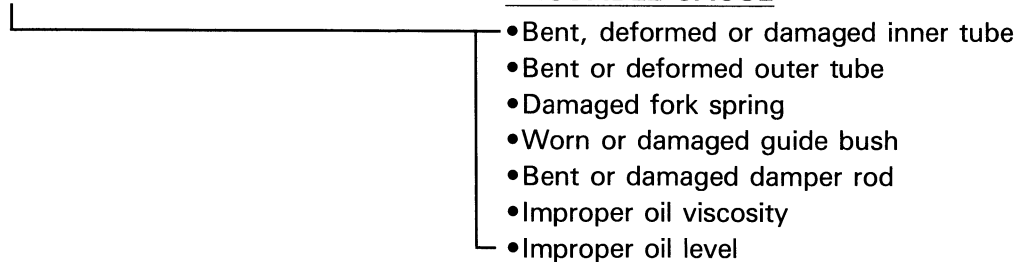 •Bent, deformed or damaged inner tube
•Bent or deformed outer tube
•Damaged fork spring
•Worn or damaged guide bush
•Bent or damaged damper rod
•Improper oil viscosity
•Improper oil level